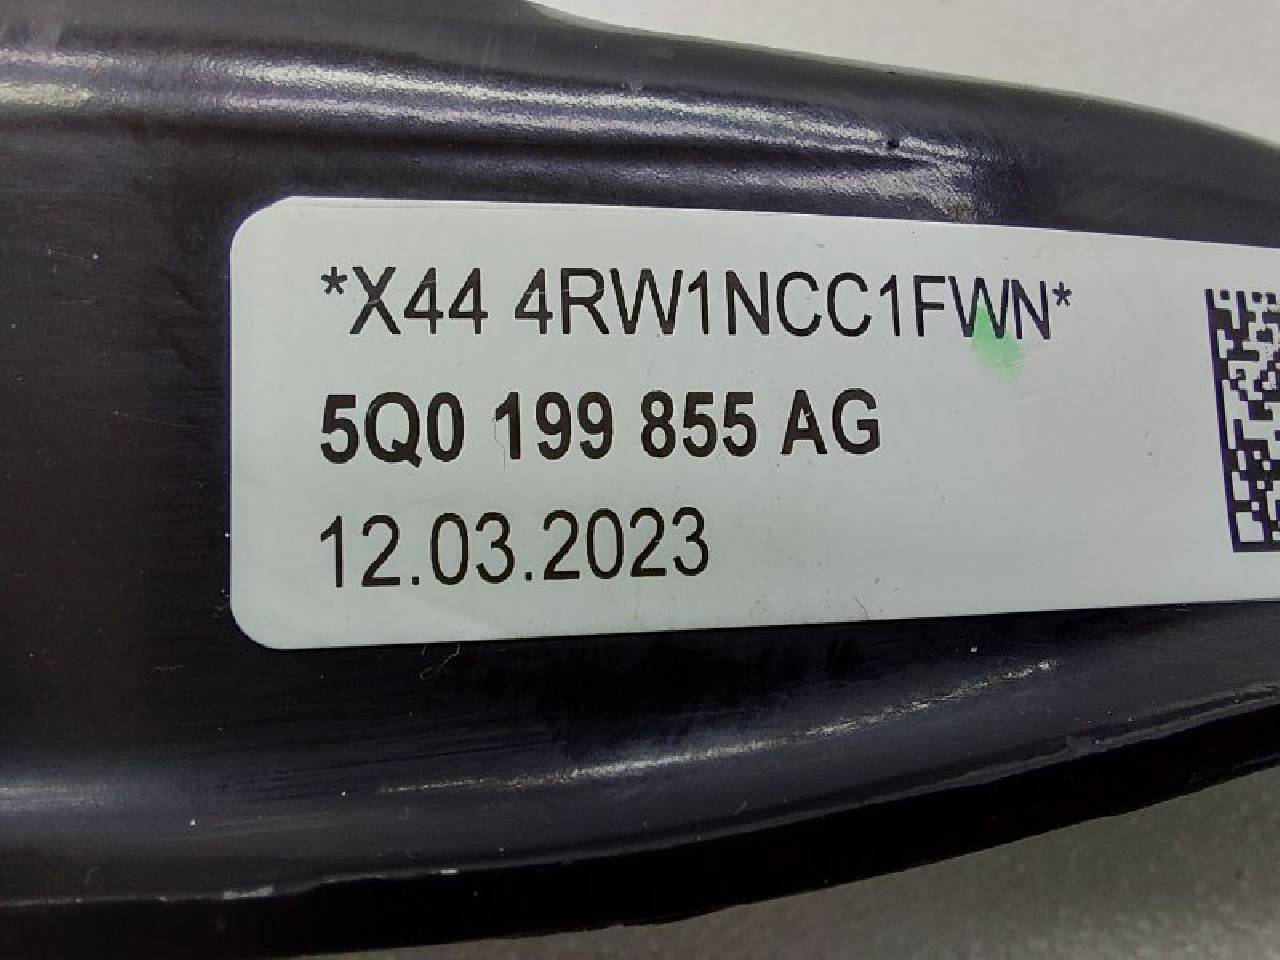 *X44 4RW1NCC1FWN*
5Q0 199 855 AG
12.03.2023